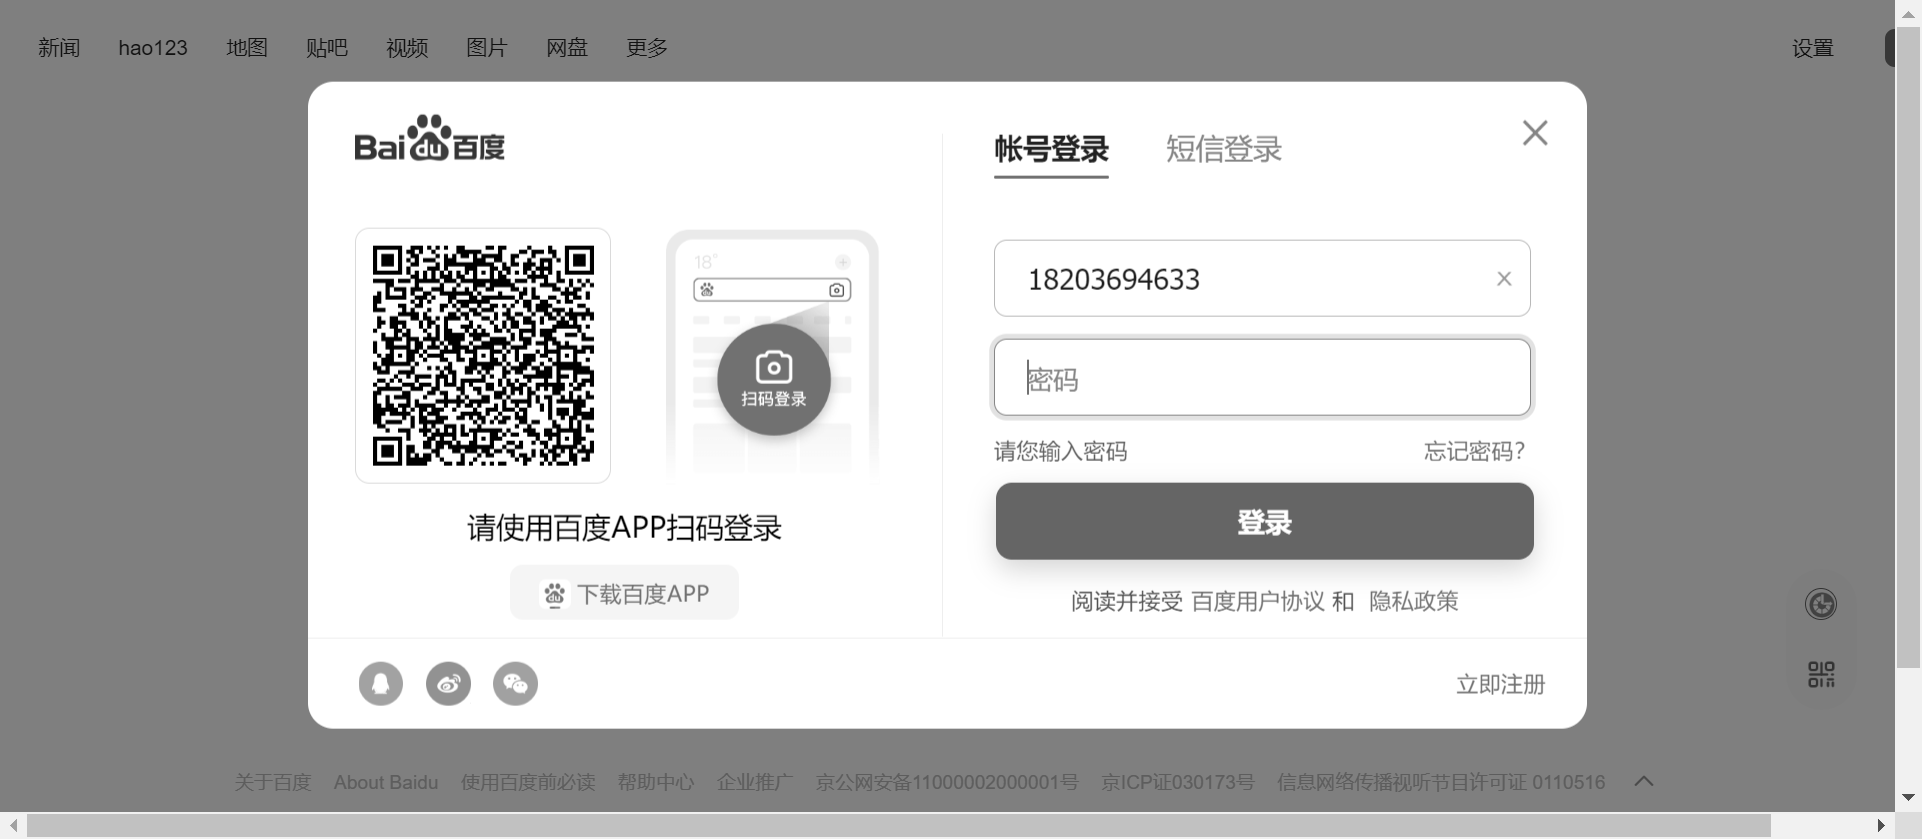 新闻 hao123 地图 贴吧 视频 图片 网盘 更多 设置
Baidu百度
帐号登录 短信登录
18°
18203694633
扫码登录
密码
请您输入密码 忘记密码?
登录
请使用百度APP扫码登录
du 下载百度APP
阅读并接受 百度用户协议 和 隐私政策
立即注册
关于百度 About Baidu 使用百度前必读 帮助中心 企业推广 京公网安备11000002000001号 京ICP证030173号 信息网络传播视听节目许可证 0110516